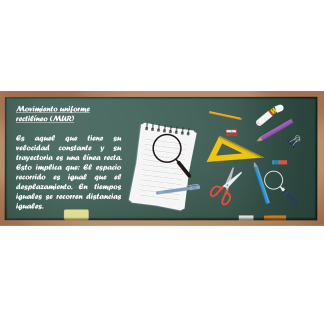 Movimiento uniforme
rectilíneo (MUR)
Es aquel que tiene su
velocidad constante y su
trayectoria es una línea recta.
Esto implica que: El espacio
recorrido es igual que el
desplazamiento. En tiempos
iguales se recorren distancias
iguales.